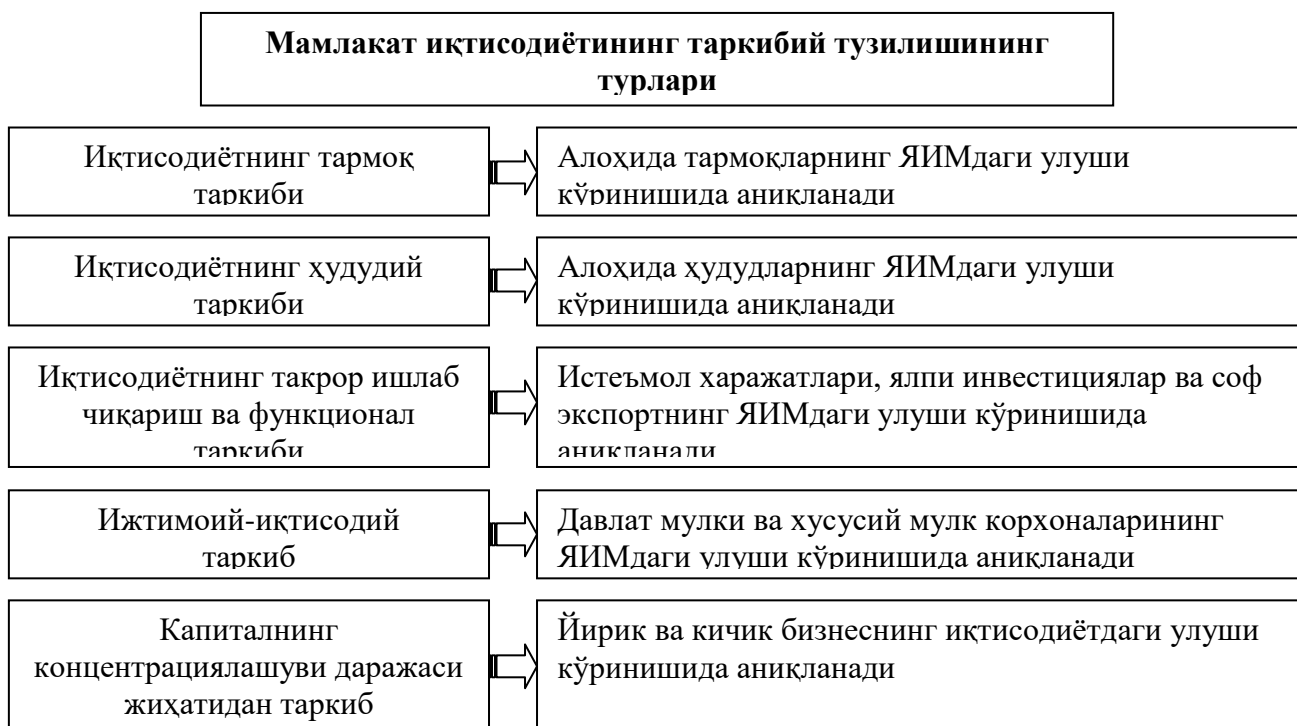 Мамлакат иқтисодиётининг таркибий тузилишининг
турлари
Иқтисодиётнинг тармоқ
таркиби
Алоҳида тармоқларнинг ЯИМдаги улуши
кўринишида аниқланади
Иқтисодиётнинг ҳудудий
таркиби
Алоҳида ҳудудларнинг ЯИМдаги улуши
кўринишида аниқланади
Иқтисодиётнинг такрор ишлаб
чиқариш ва функционал
таркиби
Истеъмол харажатлари, ялпи инвестициялар ва соф
экспортнинг ЯИМдаги улуши кўринишида
аниқланади
Ижтимоий-иқтисодий
таркиб
Давлат мулки ва хусусий мулк корхоналарининг
ЯИМдаги улуши кўринишида аниқланади
Капиталнинг
концентрациялашуви даражаси
жиҳатидан таркиб
Йирик ва кичик бизнеснинг иқтисодиётдаги улуши
кўринишида аниқланади